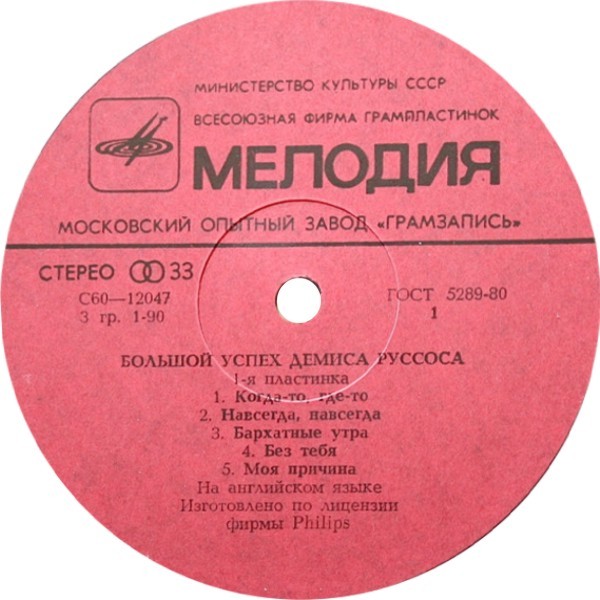 МИНИСТЕРСТВО КУЛЬТУРЫ СССР
ВСЕСОЮЗНАЯ ФИРМА ГРАМПЛАСТИНОК
МЕЛОДИЯ
МОСКОВСКИЙ ОПЫТНЫЙ ЗАВОД «ГРАМЗАПИСЬ»
СТЕРЕО 33
С60—12047
3 гр. 1-90
ГОСТ 5289-80
1
БОЛЬШОЙ УСПЕХ ДЕМИСА РУССОСА
1-я пластинка
1. Когда-то, где-то
2. Навсегда, навсегда
3. Бархатные утра
4. Без тебя
5. Моя причина
На английском языке
Изготовлено по лицензии
фирмы Philips